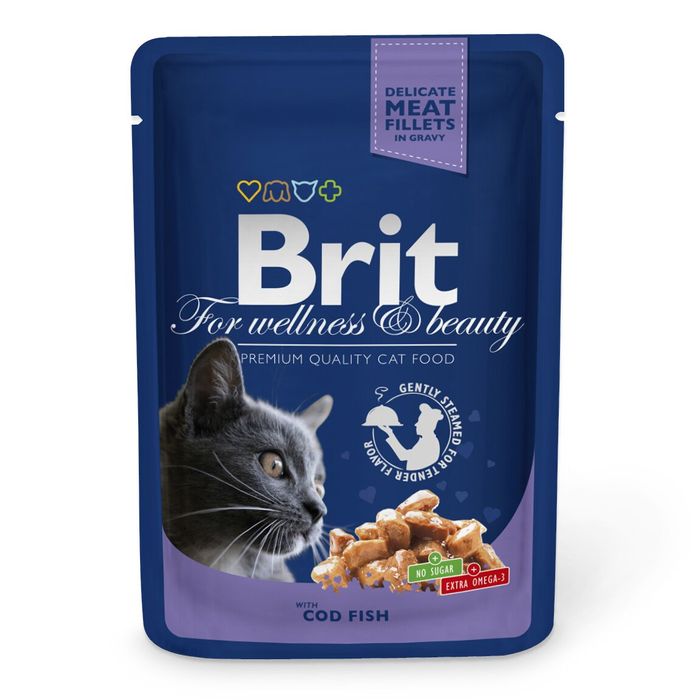 DELICATE
MEAT
FILLETS
IN GRAVY
Brit
For wellness & beauty
PREMIUM QUALITY CAT FOOD
GENTLY STEAMED FOR TENDER FLAVOR
NO SUGAR
EXTRA OMEGA-3
WITH
COD FISH